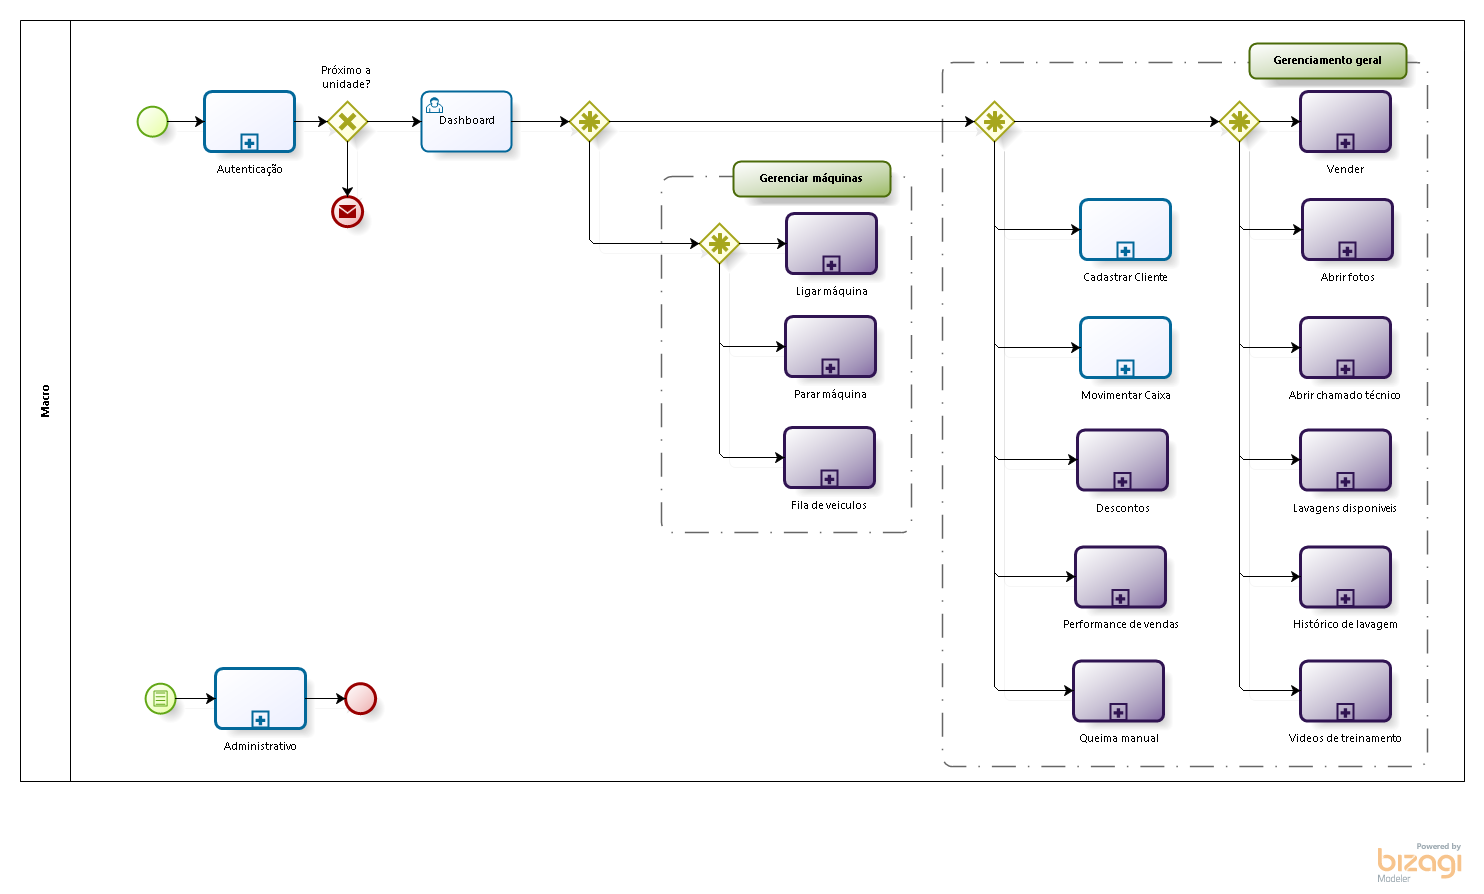 Macro
Próximo a
unidade?
Autenticação
Dashboard
Gerenciar máquinas
Ligar máquina
Parar máquina
Fila de veiculos
Gerenciamento geral
Vender
Cadastrar Cliente
Abrir fotos
Movimentar Caixa
Abrir chamado técnico
Descontos
Lavagens disponiveis
Performance de vendas
Histórico de lavagem
Queima manual
Videos de treinamento
Administrativo
Powered by
bizagi
Modeler